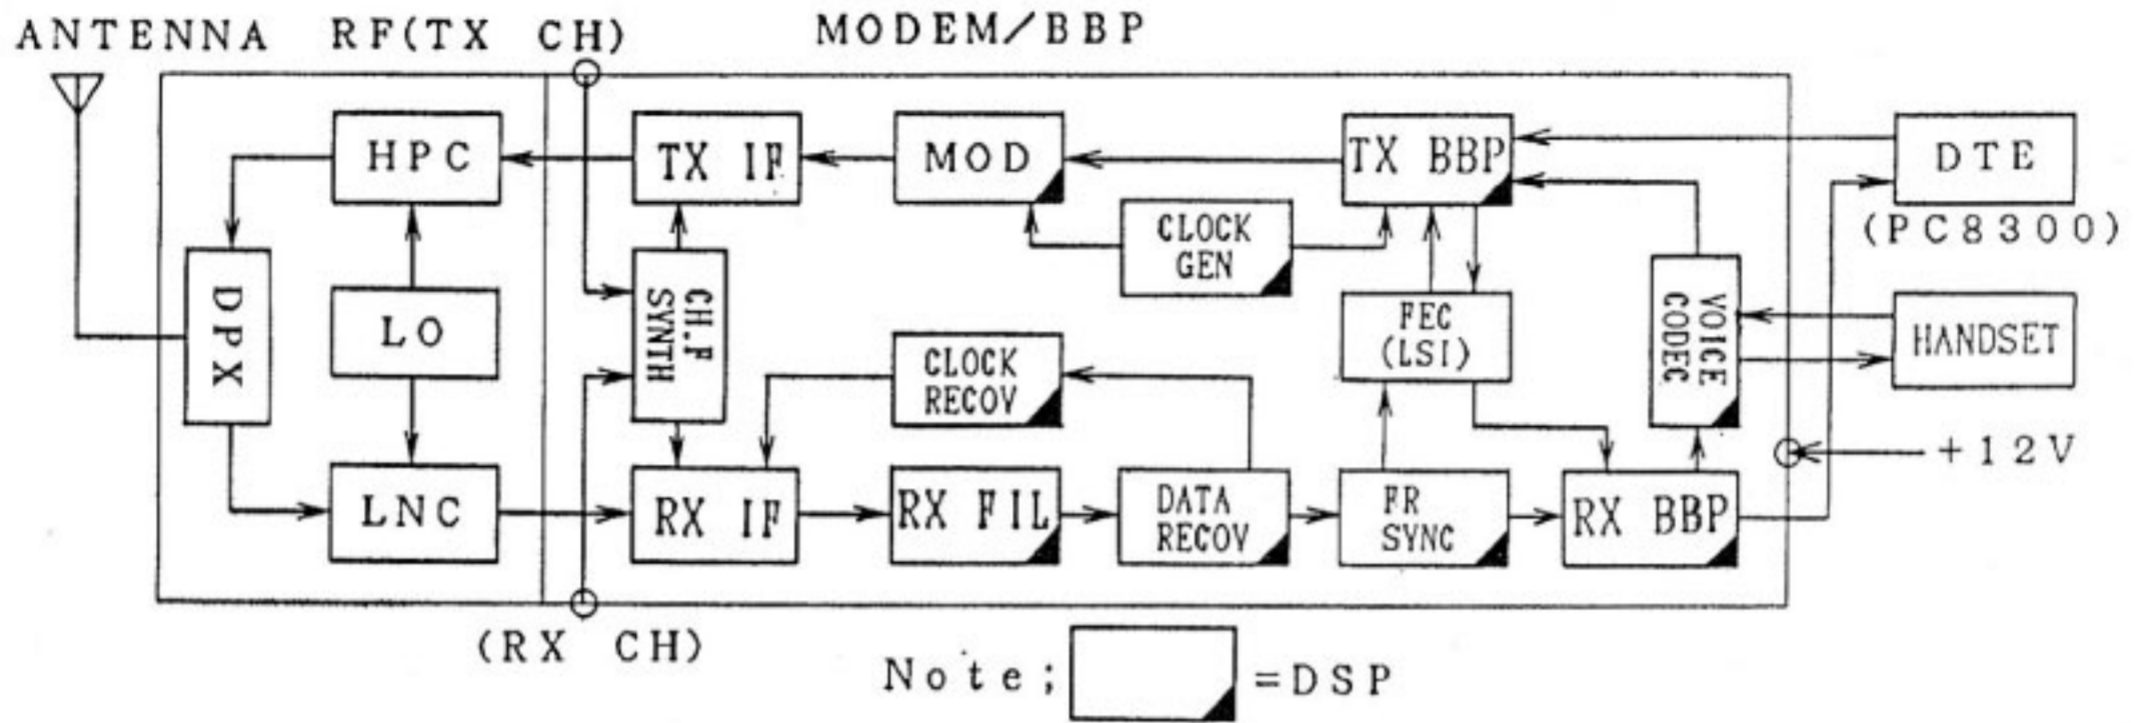 ANTENNA RF(TX CH) MODEM/BBP
HPC
TX IF
MOD
TX BBP
DTE
(PC8300)
CLOCK
GEN
DPX
LO
CH.F
SYNTH
CLOCK
RECOV
FEC
(LSI)
VOICE
CODEC
HANDSET
+12V
LNC
RX IF
RX FIL
DATA
RECOV
FR
SYNC
RX BBP
(RX CH)
Note; =DSP